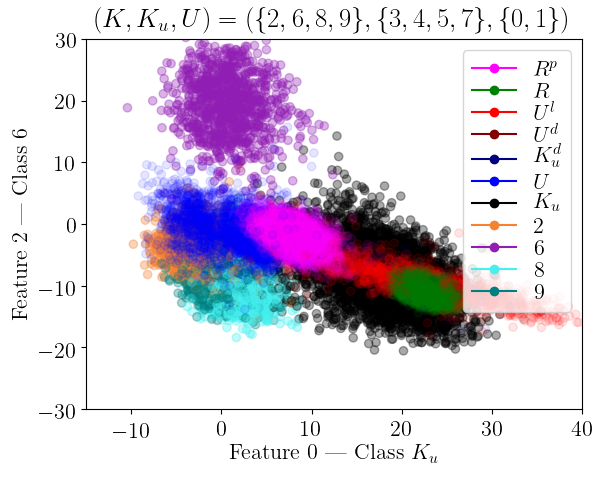 (K, K_u, U) = ({2, 6, 8, 9}, {3, 4, 5, 7}, {0, 1})
30
20
10
0
−10
−20
−30
Feature 2 — Class 6
−10
0
10
20
30
40
Feature 0 — Class K_u
R^p
R
U^l
U^d
K_u^d
U
K_u
2
6
8
9